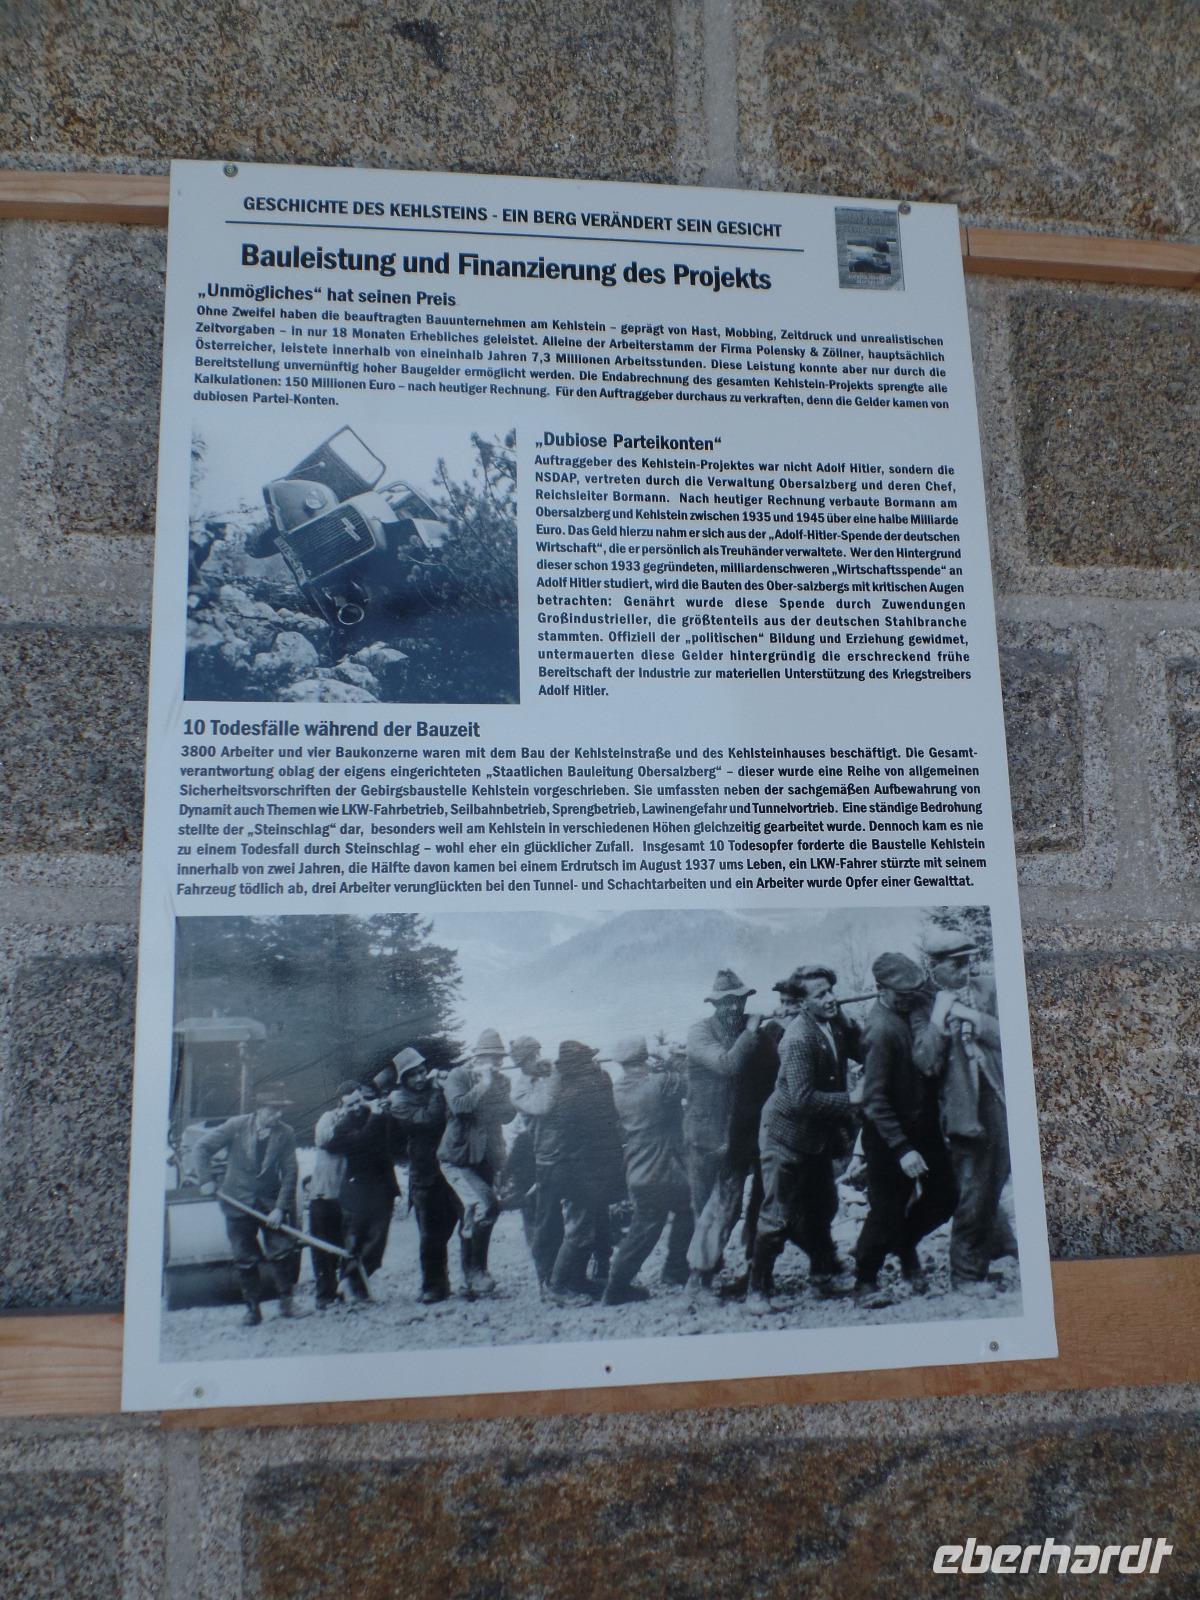 GESCHICHTE DES KEHLSTEINS - EIN BERG VERÄNDERT SEIN GESICHT
Bauleistung und Finanzierung des Projekts
„Unmögliches“ hat seinen Preis
Ohne Zweifel haben die beauftragten Bauunternehmen am Kehlstein – geprägt von Hast, Mobbing, Zeitdruck und unrealistischen
Zeitvorgaben – in nur 18 Monaten Erhebliches geleistet. Alleine der Arbeiterstamm der Firma Polensky & Zöllner, hauptsächlich
Österreicher, leistete innerhalb von eineinhalb Jahren 7,3 Millionen Arbeitsstunden. Diese Leistung konnte aber nur durch die
Bereitstellung unvernünftig hoher Baugelder ermöglicht werden. Die Endabrechnung des gesamten Kehlstein-Projekts sprengte alle
Kalkulationen: 150 Millionen Euro – nach heutiger Rechnung. Für den Auftraggeber durchaus zu verkraften, denn die Gelder kamen von
dubiosen Partei-Konten.
„Dubiose Parteikonten“
Auftraggeber des Kehlstein-Projektes war nicht Adolf Hitler, sondern die
NSDAP, vertreten durch die Verwaltung Obersalzberg und deren Chef,
Reichsleiter Bormann. Nach heutiger Rechnung verbaute Bormann am
Obersalzberg und Kehlstein zwischen 1935 und 1945 über eine halbe Milliarde
Euro. Das Geld hierzu nahm er sich aus der „Adolf-Hitler-Spende der deutschen
Wirtschaft“, die er persönlich als Treuhänder verwaltete. Wer den Hintergrund
dieser schon 1933 gegründeten, milliardenschweren „Wirtschaftsspende“ an
Adolf Hitler studiert, wird die Bauten des Ober-salzbergs mit kritischen Augen
betrachten: Genährt wurde diese Spende durch Zuwendungen
Großindustrieller, die größtenteils aus der deutschen Stahlbranche
stammten. Offiziell der „politischen“ Bildung und Erziehung gewidmet,
untermauerten diese Gelder hintergründig die erschreckend frühe
Bereitschaft der Industrie zur materiellen Unterstützung des Kriegstreibers
Adolf Hitler.
10 Todesfälle während der Bauzeit
3800 Arbeiter und vier Baukonzerne waren mit dem Bau der Kehlsteinstraße und des Kehlsteinhauses beschäftigt. Die Gesamt-
verantwortung oblag der eigens eingerichteten „Staatlichen Bauleitung Obersalzberg“ – dieser wurde eine Reihe von allgemeinen
Sicherheitsvorschriften der Gebirgsbaustelle Kehlstein vorgeschrieben. Sie umfassten neben der sachgemäßen Aufbewahrung von
Dynamit auch Themen wie LKW-Fahrbetrieb, Seilbahnbetrieb, Sprengbetrieb, Lawinengefahr und Tunnelvortrieb. Eine ständige Bedrohung
stellte der „Steinschlag“ dar, besonders weil am Kehlstein in verschiedenen Höhen gleichzeitig gearbeitet wurde. Dennoch kam es nie
zu einem Todesfall durch Steinschlag – wohl eher ein glücklicher Zufall. Insgesamt 10 Todesopfer forderte die Baustelle Kehlstein
innerhalb von zwei Jahren, die Hälfte davon kamen bei einem Erdrutsch im August 1937 ums Leben, ein LKW-Fahrer stürzte mit seinem
Fahrzeug tödlich ab, drei Arbeiter verunglückten bei den Tunnel- und Schachtarbeiten und ein Arbeiter wurde Opfer einer Gewalttat.
eberhardt